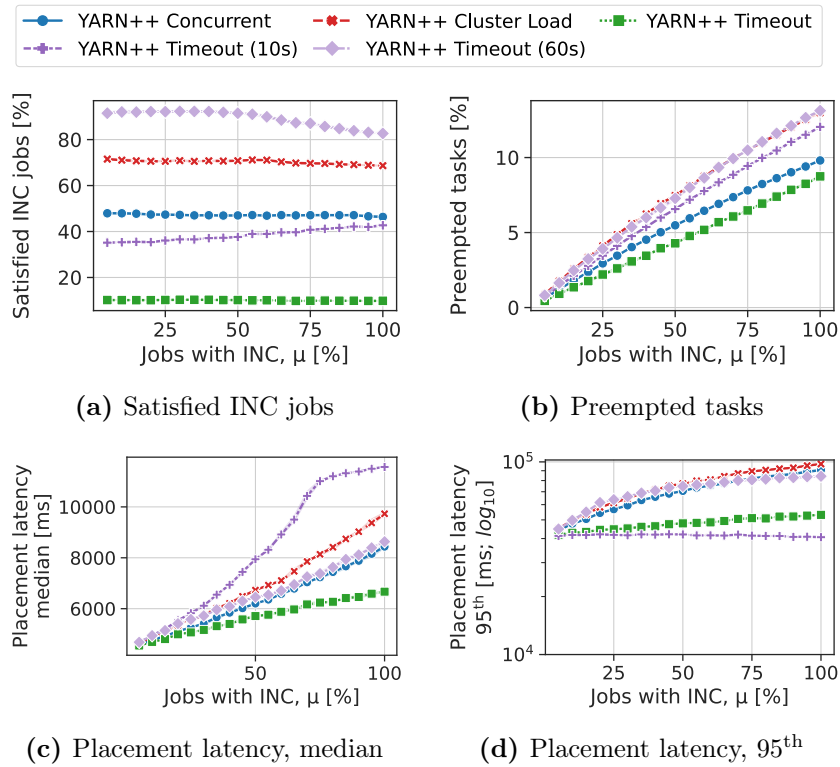 YARN++ Concurrent
YARN++ Cluster Load
YARN++ Timeout
YARN++ Timeout (10s)
YARN++ Timeout (60s)
Satisfied INC jobs [%]
80
60
40
20
25
50
75
100
Jobs with INC, μ [%]
(a) Satisfied INC jobs
Preempted tasks [%]
10
5
0
25
50
75
100
Jobs with INC, μ [%]
(b) Preempted tasks
Placement latency
median [ms]
10000
8000
6000
50
100
Jobs with INC, μ [%]
(c) Placement latency, median
Placement latency
95th [ms; log10]
10^5
10^4
25
50
75
100
Jobs with INC, μ [%]
(d) Placement latency, 95th